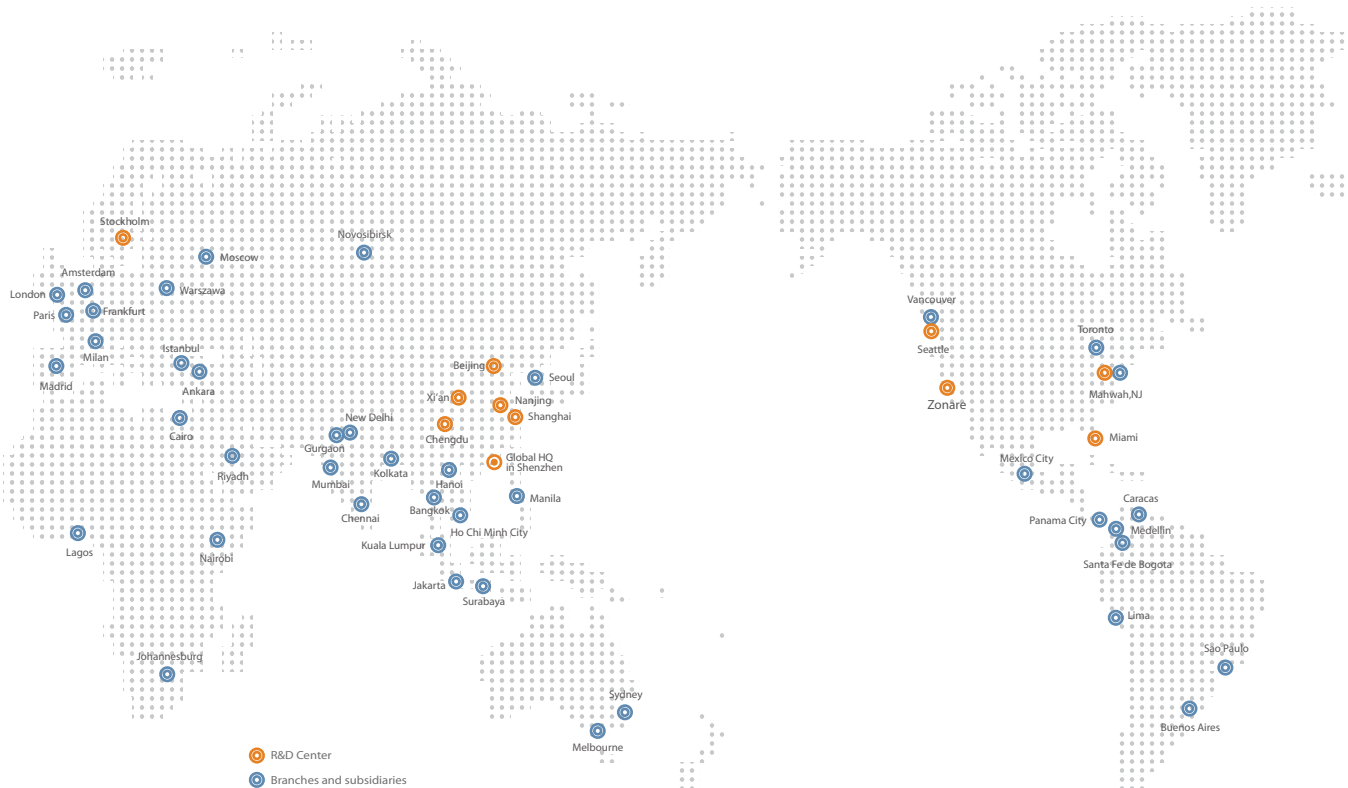 Stockholm
Novosibirsk
Moscow
Amsterdam
London
Warszawa
Vancouver
Paris
Frankfurt
Toronto
Istanbul
Seattle
Milan
Beijing
Seoul
Madrid
Ankara
Mahwah,NJ
Xi'an
Nanjing
Zonare
New Delhi
Shanghai
Cairo
Chengdu
Miami
Gurgaon
Global HQ
in Shenzhen
Mexico City
Riyadh
Mumbai
Kolkata
Hanoi
Manila
Caracas
Bangkok
Chennai
Panama City
Medellin
Ho Chi Minh City
Lagos
Nairobi
Kuala Lumpur
Santa Fe de Bogota
Jakarta
Surabaya
Lima
Johannesburg
São Paulo
Sydney
Buenos Aires
Melbourne
R&D Center
Branches and subsidiaries